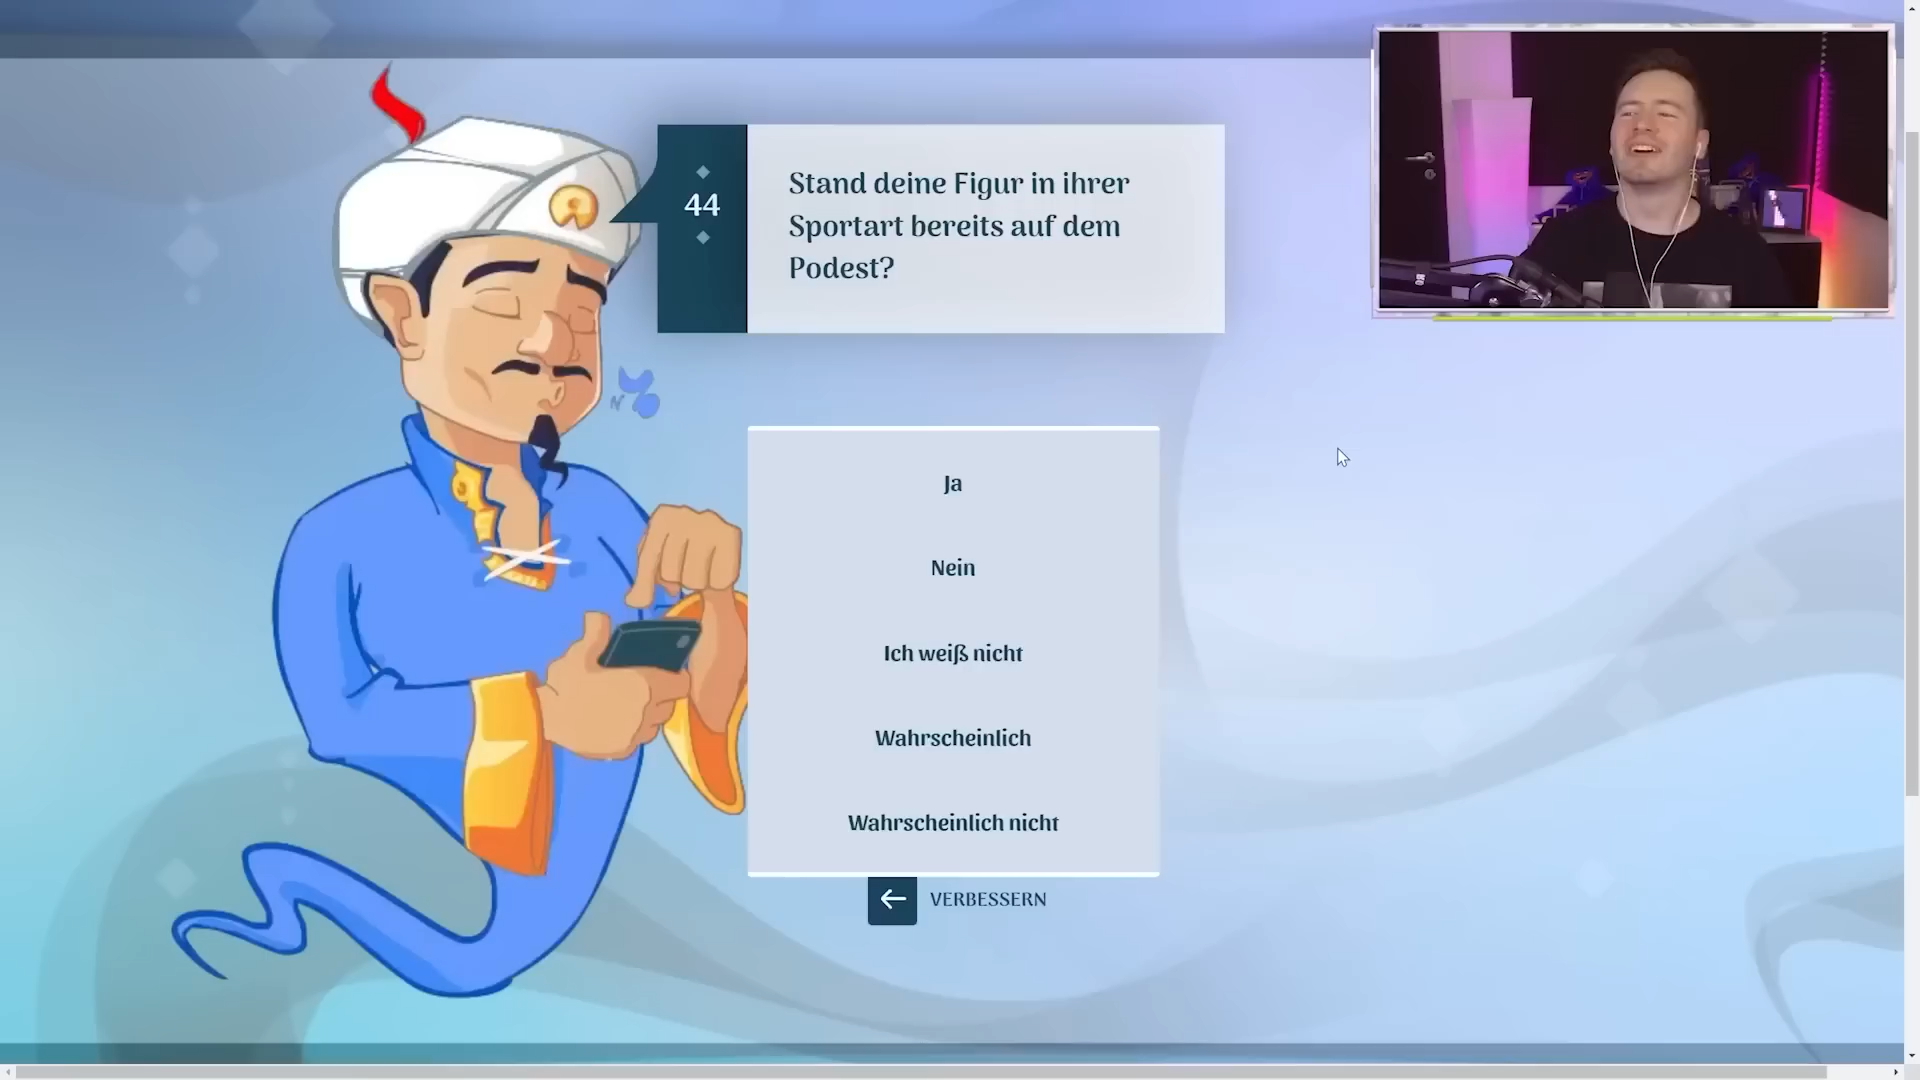 44
Stand deine Figur in ihrer
Sportart bereits auf dem
Podest?
Ja
Nein
Ich weiß nicht
Wahrscheinlich
Wahrscheinlich nicht
VERBESSERN